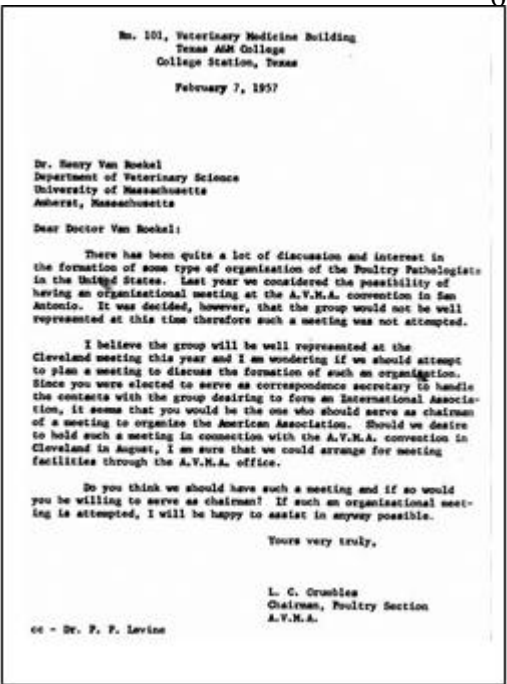 Rm. 101, Veterinary Medicine Building
Texas A&M College
College Station, Texas
February 7, 1957
Dr. Henry Van Roekel
Department of Veterinary Science
University of Massachusetts
Amherst, Massachusetts
Dear Doctor Van Roekel:
There has been quite a lot of discussion and interest in
the formation of some type of organization of the Poultry Pathologists
in the United States. Last year we considered the possibility of
having an organizational meeting at the A.V.M.A. convention in San
Antonio. It was decided, however, that the group would not be well
represented at this time therefore such a meeting was not attempted.
I believe the group will be well represented at the
Cleveland meeting this year and I am wondering if we should attempt
to plan a meeting to discuss the formation of such an organization.
Since you were elected to serve as correspondence secretary to handle
the contacts with the group desiring to form an International Associa-
tion, it seems that you would be the one who should serve as chairman
of a meeting to organize the American Association. Should we desire
to hold such a meeting in connection with the A.V.M.A. convention in
Cleveland in August, I am sure that we could arrange for meeting
facilities through the A.V.M.A. office.
Do you think we should have such a meeting and if so would
you be willing to serve as chairman? If such an organizational meet-
ing is attempted, I will be happy to assist in anyway possible.
Yours very truly,
L. C. Grumbles
Chairman, Poultry Section
A.V.M.A.
cc - Dr. P. P. Levine